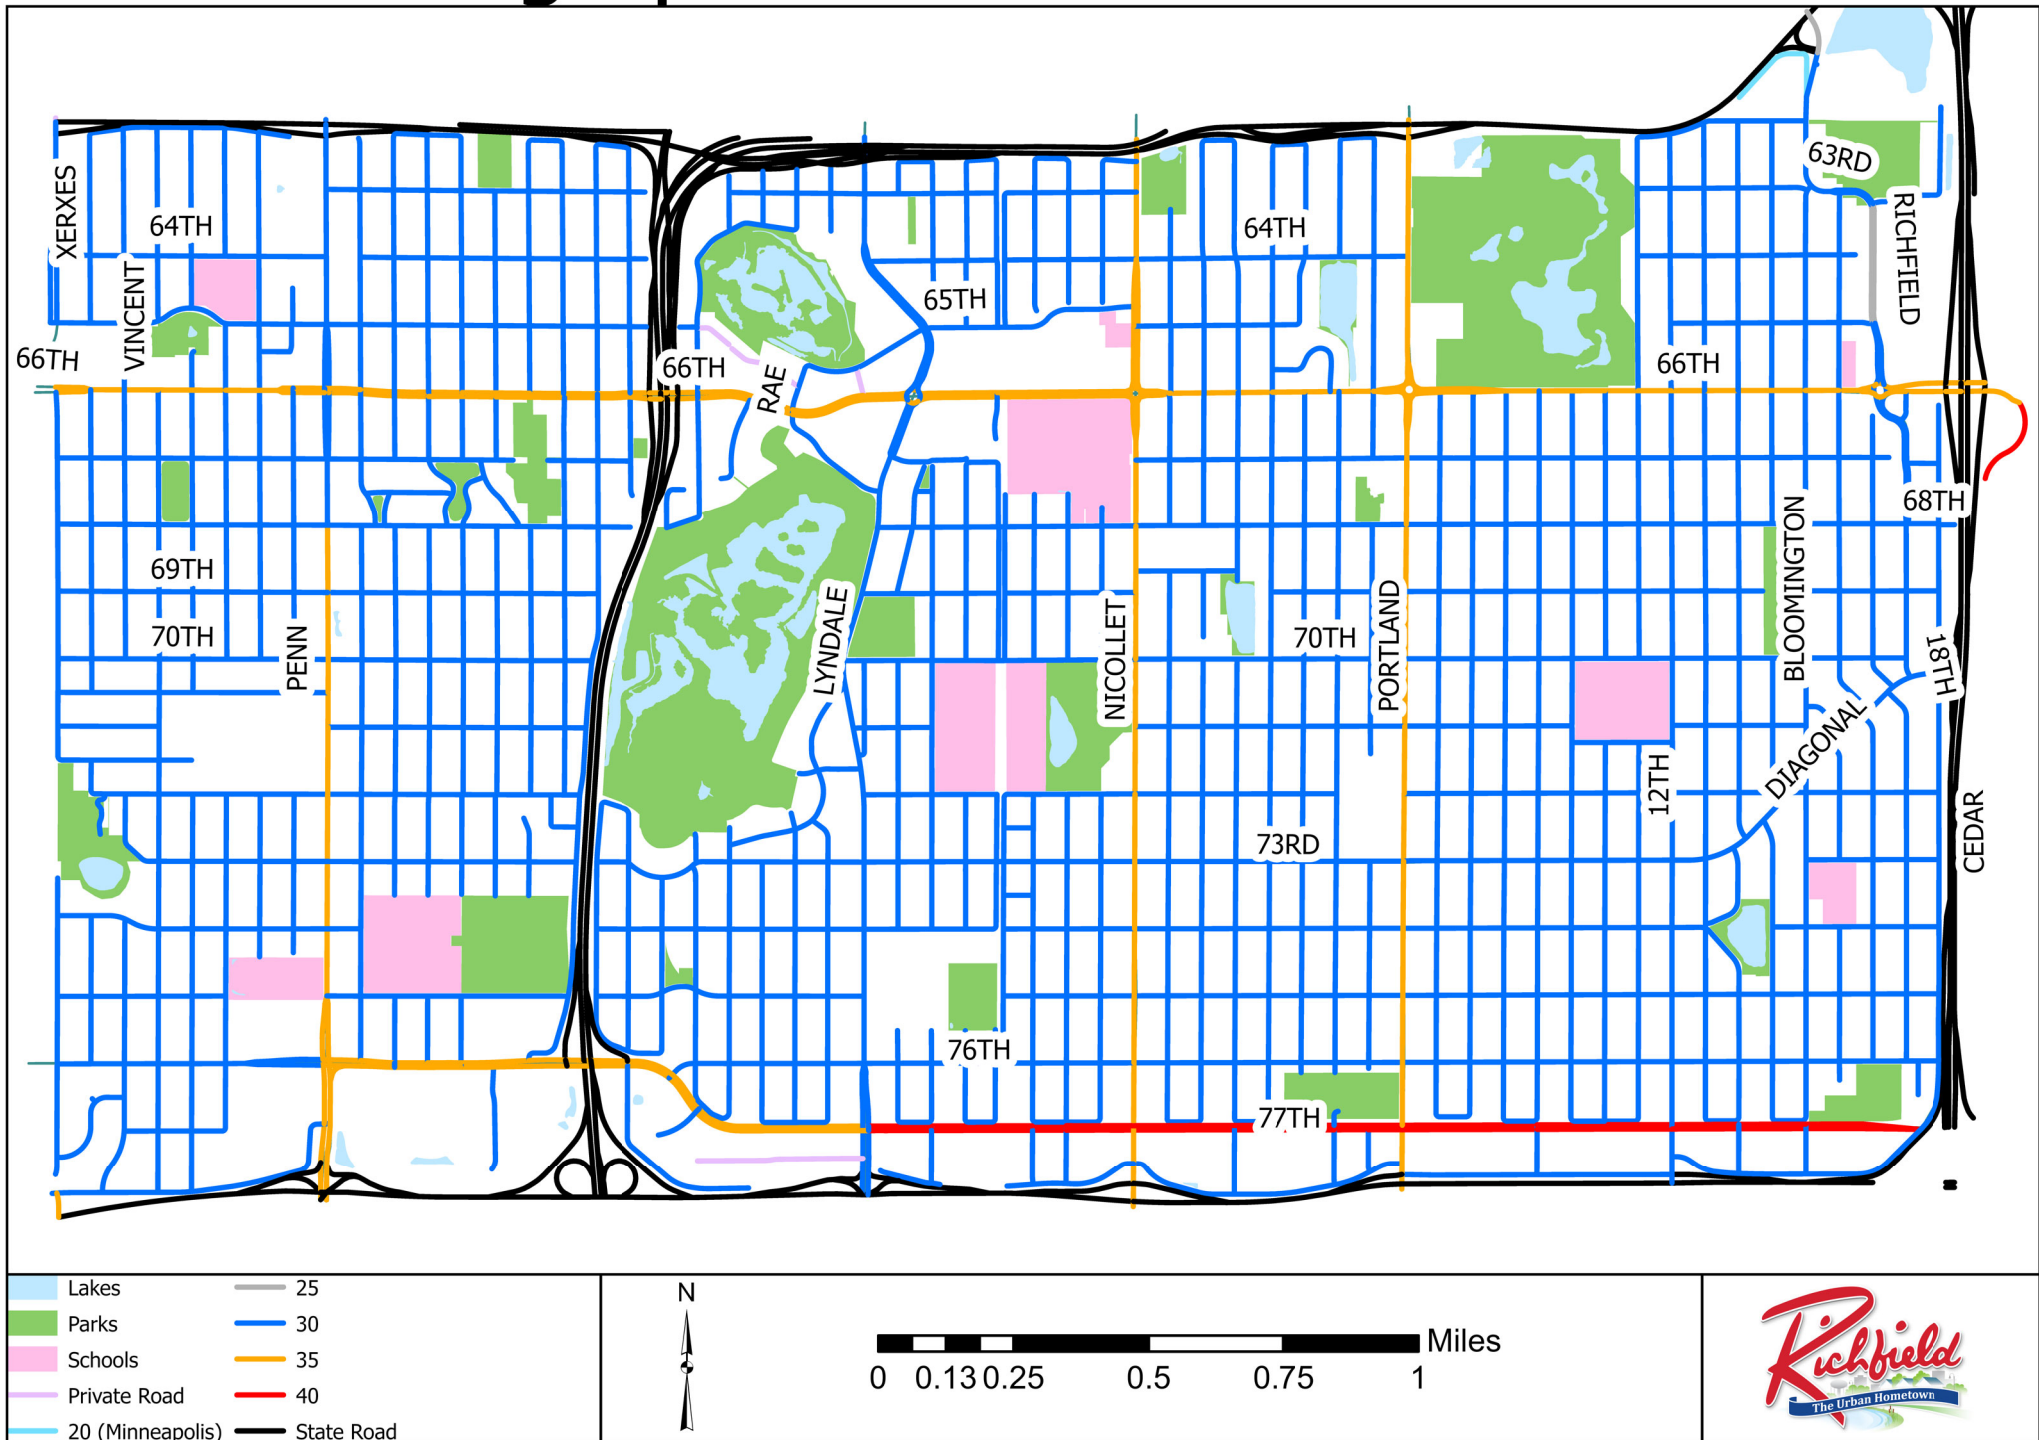 63RD
XERXES
RICHFIELD
64TH
64TH
VINCENT
65TH
66TH
66TH
RAE
66TH
68TH
BLOOMINGTON
69TH
LYNDALE
NICOLLET
PORTLAND
70TH
PENN
70TH
18TH
DIAGONAL
12TH
73RD
CEDAR
76TH
77TH
Lakes
Parks
Schools
Private Road
20 (Minneapolis)
25
30
35
40
State Road
N
Miles
0 0.13 0.25 0.5 0.75 1
Richfield
The Urban Hometown